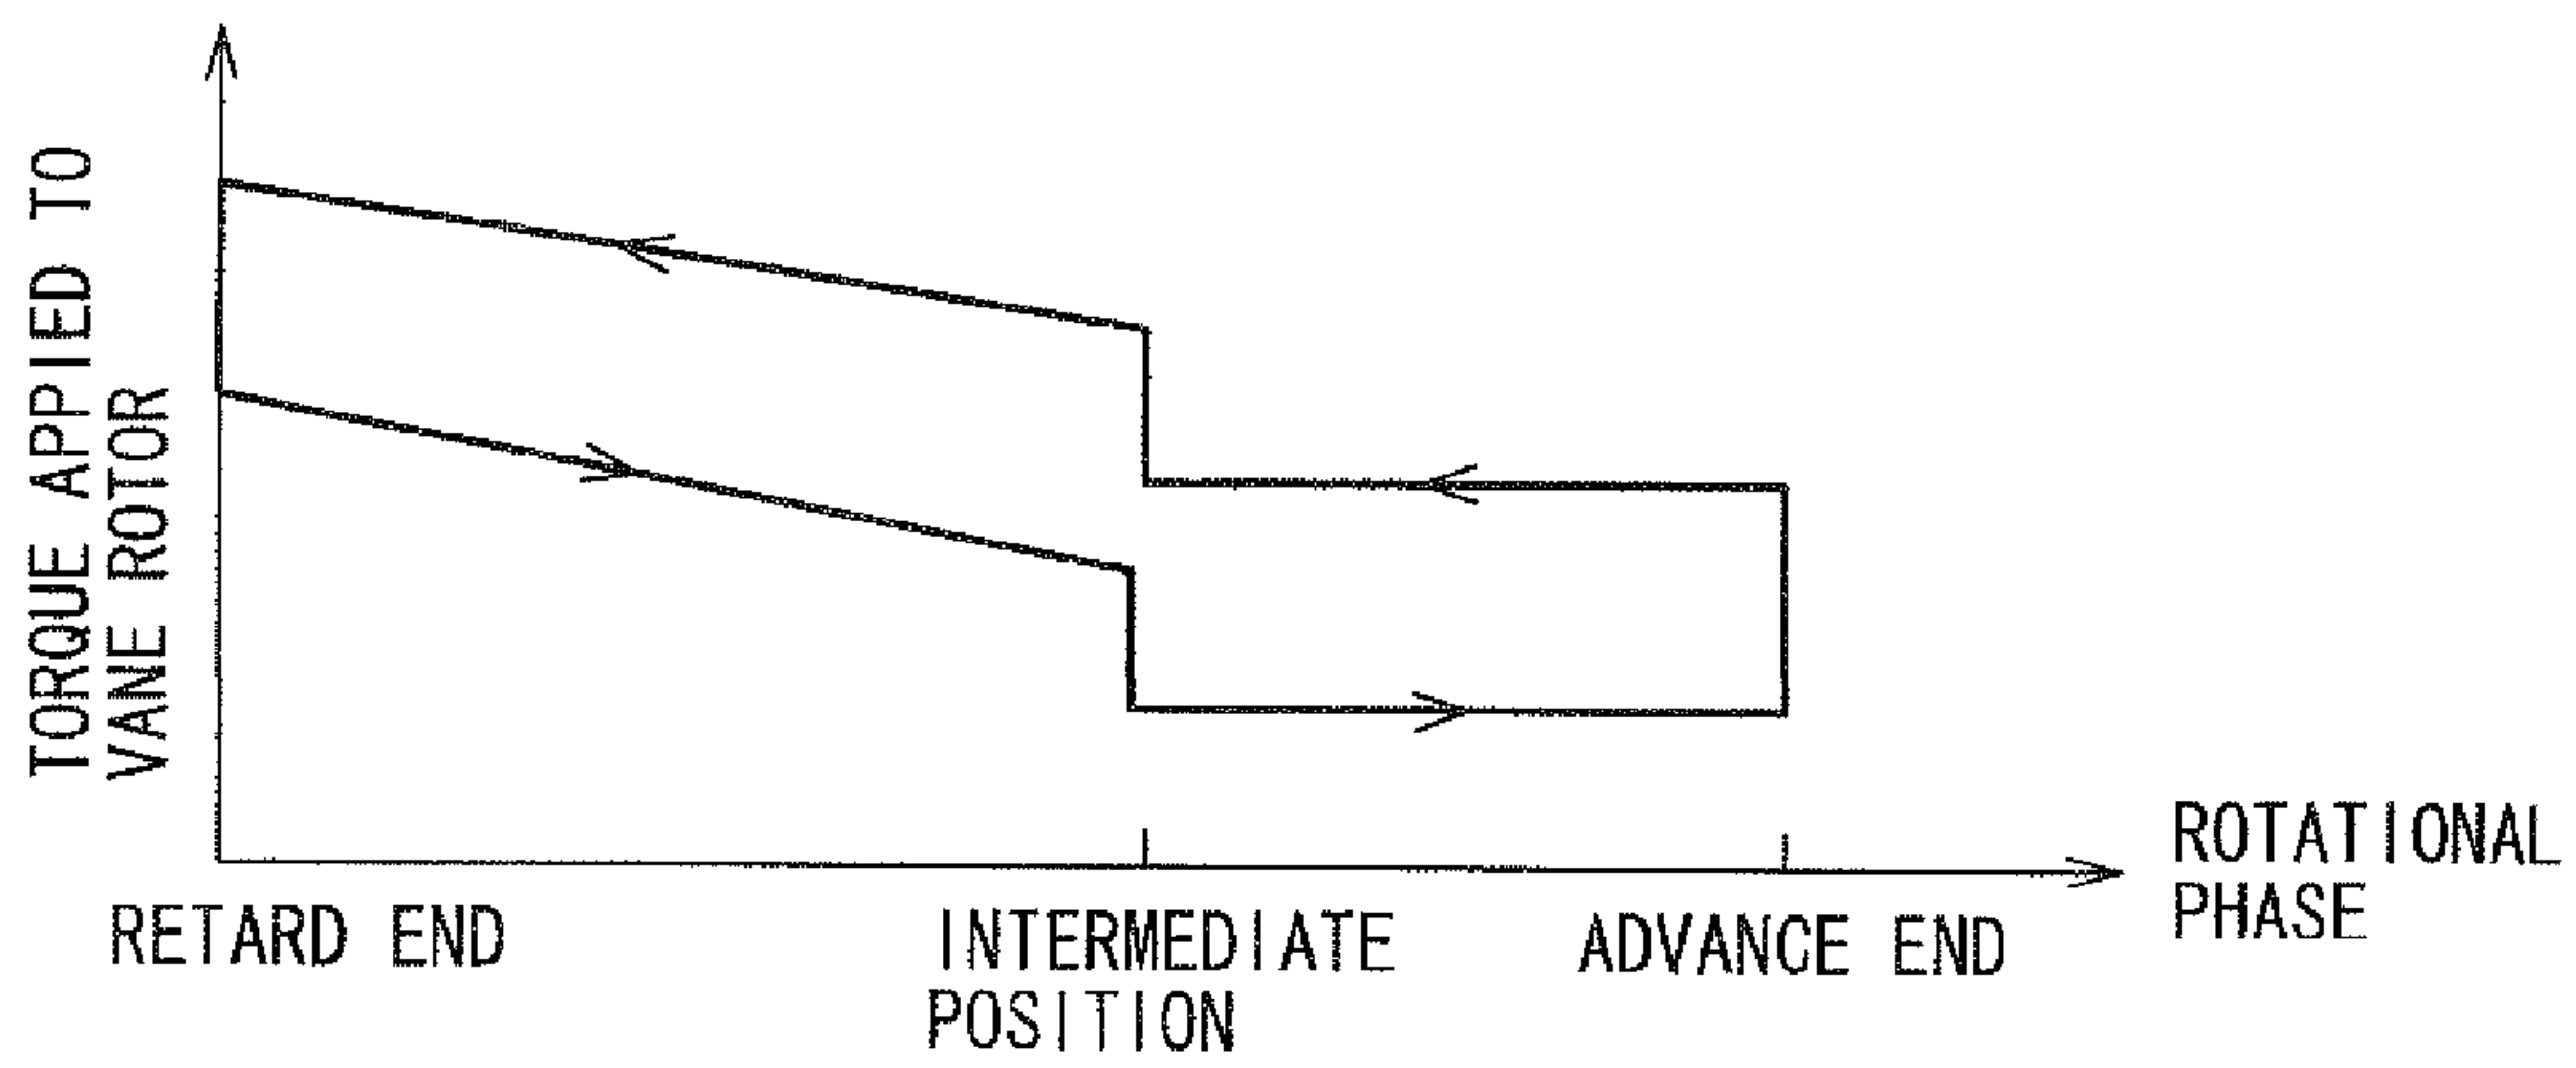 TORQUE APPIED TO
VANE ROTOR
RETARD END
INTERMEDIATE
POSITION
ADVANCE END
ROTATIONAL
PHASE